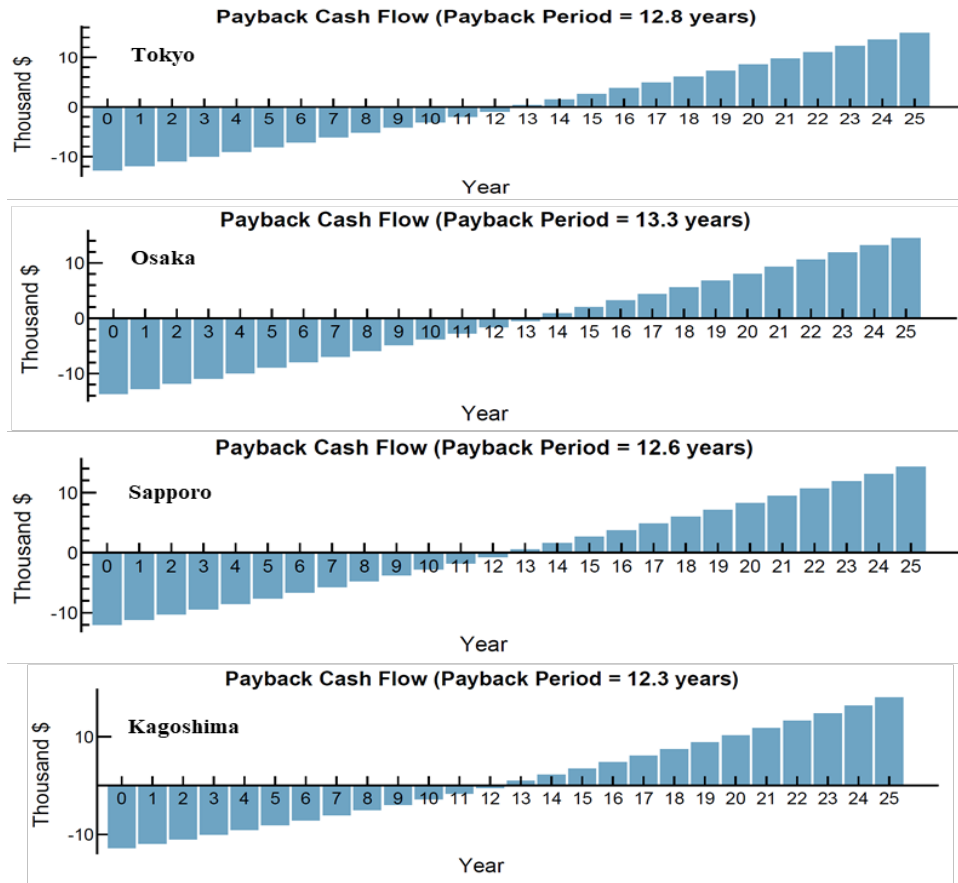 Payback Cash Flow (Payback Period = 12.8 years)
Tokyo
Thousand $
10
0
-10
0 1 2 3 4 5 6 7 8 9 10 11 12 13 14 15 16 17 18 19 20 21 22 23 24 25
Year
Payback Cash Flow (Payback Period = 13.3 years)
Osaka
Thousand $
10
0
-10
0 1 2 3 4 5 6 7 8 9 10 11 12 13 14 15 16 17 18 19 20 21 22 23 24 25
Year
Payback Cash Flow (Payback Period = 12.6 years)
Sapporo
Thousand $
10
0
-10
0 1 2 3 4 5 6 7 8 9 10 11 12 13 14 15 16 17 18 19 20 21 22 23 24 25
Year
Payback Cash Flow (Payback Period = 12.3 years)
Kagoshima
Thousand $
10
-10
0 1 2 3 4 5 6 7 8 9 10 11 12 13 14 15 16 17 18 19 20 21 22 23 24 25
Year